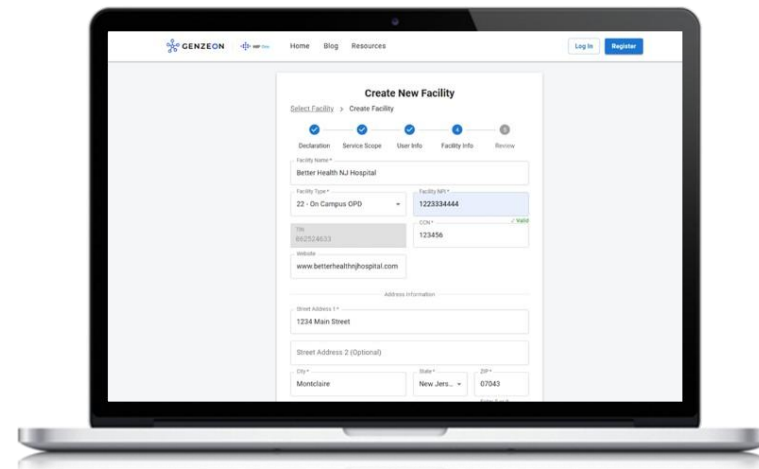 GENZEON Home Blog Resources Log In Register
Create New Facility
Select Facility > Create Facility
4 5
Declaration Service Scope User Info Facility Info Review
Facility Name *
Better Health NJ Hospital
Facility Type * Facility NPI *
22 - On Campus OPD 1223334444
✓ Valid
TIN CCN *
662524633 123456
Website
www.betterhealthnjhospital.com
Address Information
Street Address 1 *
1234 Main Street
Street Address 2 (Optional)
City * State * ZIP *
Montclaire New Jers... 07043